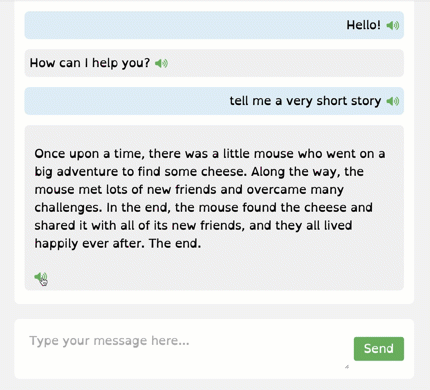 Hello!
How can I help you?
tell me a very short story
Once upon a time, there was a little mouse who went on a
big adventure to find some cheese. Along the way, the
mouse met lots of new friends and overcame many
challenges. In the end, the mouse found the cheese and
shared it with all of its new friends, and they all lived
happily ever after. The end.
Type your message here...
Send